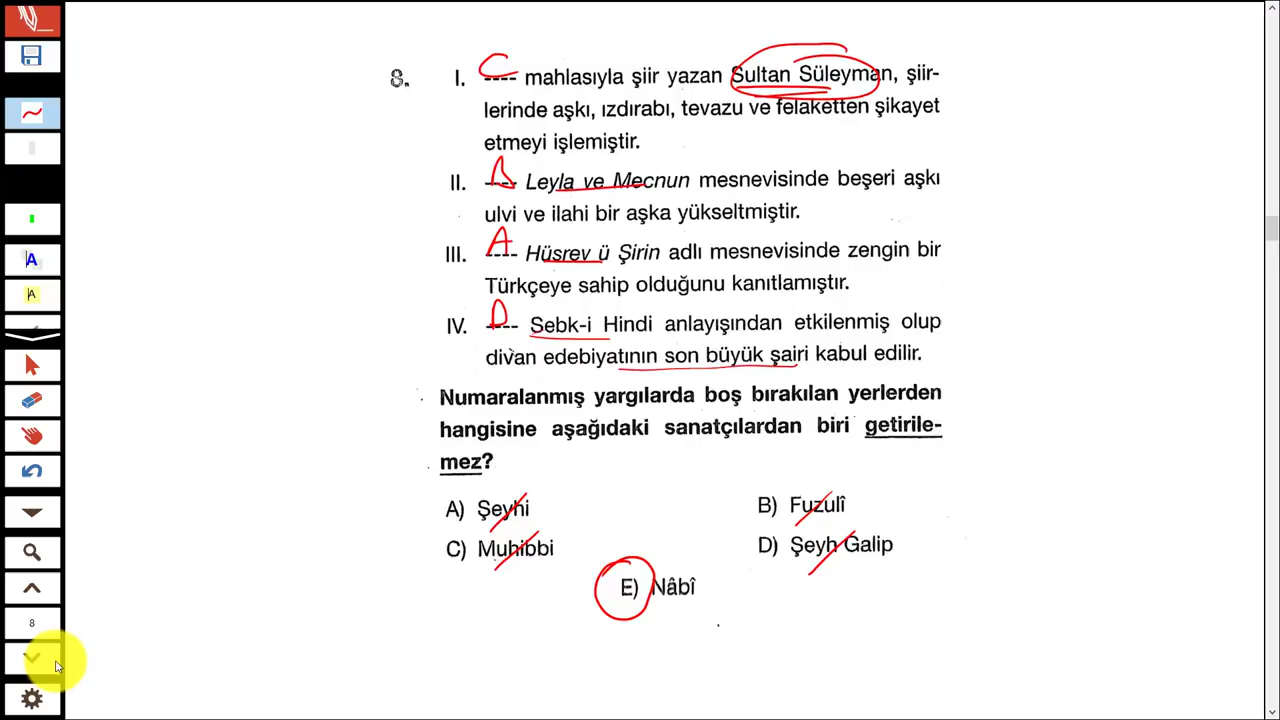 8. I. ---- mahlasıyla şiir yazan Sultan Süleyman, şiir-
lerinde aşkı, ızdırabı, tevazu ve felaketten şikayet
etmeyi işlemiştir.
II. ---- Leyla ve Mecnun mesnevisinde beşeri aşkı
ulvi ve ilahi bir aşka yükseltmiştir.
III. ---- Hüsrev ü Şirin adlı mesnevisinde zengin bir
Türkçeye sahip olduğunu kanıtlamıştır.
IV. ---- Sebk-i Hindi anlayışından etkilenmiş olup
divan edebiyatının son büyük şairi kabul edilir.
Numaralanmış yargılarda boş bırakılan yerlerden
hangisine aşağıdaki sanatçılardan biri getirile-
mez?
A) Şeyhi B) Fuzulî
C) Muhibbi D) Şeyh Galip
E) Nâbî
C
B
A
D
A
A
8